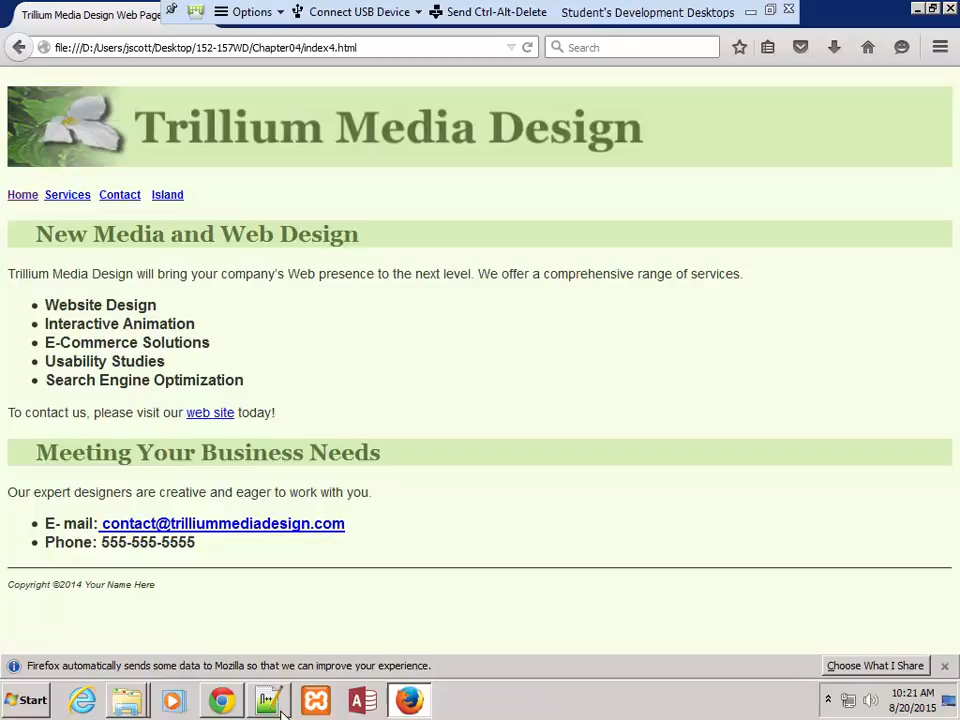 Trillium Media Design Web Page
Options
Connect USB Device
Send Ctrl-Alt-Delete
Student's Development Desktops
file:///D:/Users/jscott/Desktop/152-157WD/Chapter04/index4.html
Search
Trillium Media Design
Home Services Contact Island
New Media and Web Design
Trillium Media Design will bring your company's Web presence to the next level. We offer a comprehensive range of services.
• Website Design
• Interactive Animation
• E-Commerce Solutions
• Usability Studies
• Search Engine Optimization
To contact us, please visit our web site today!
Meeting Your Business Needs
Our expert designers are creative and eager to work with you.
• E- mail: contact@trilliummediadesign.com
• Phone: 555-555-5555
Copyright ©2014 Your Name Here
Firefox automatically sends some data to Mozilla so that we can improve your experience.
Choose What I Share
Start
10:21 AM
8/20/2015